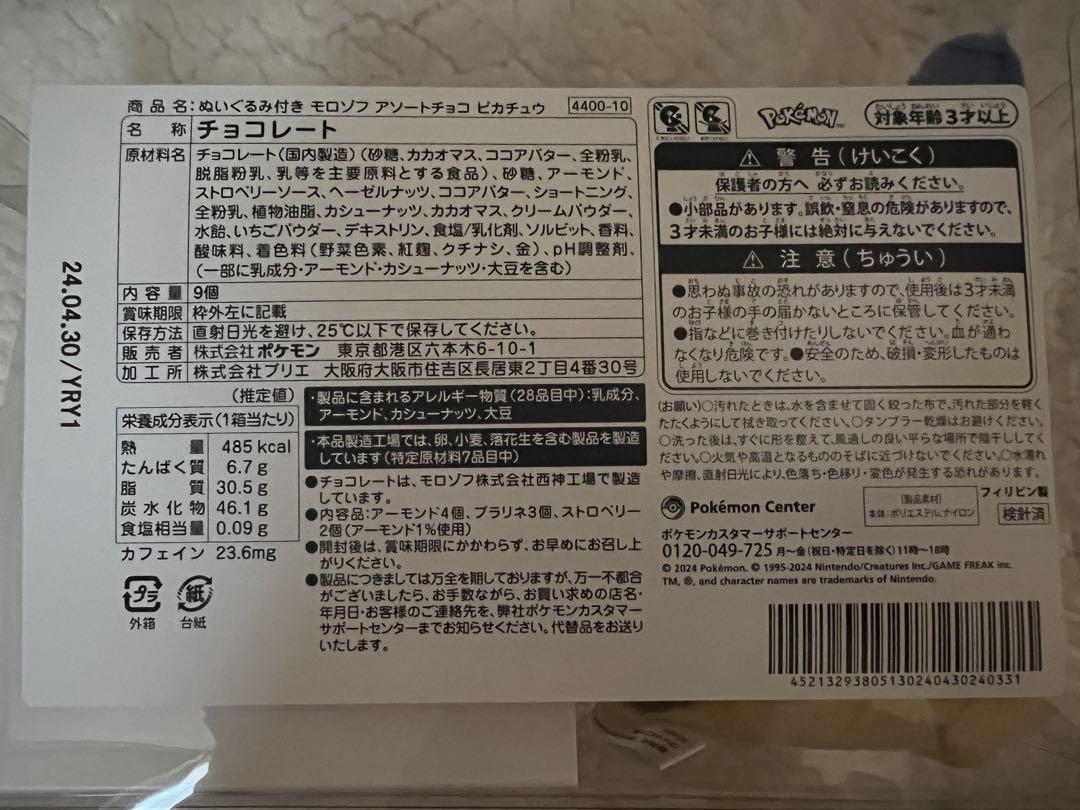 商品名:ぬいぐるみ付き モロゾフ アソートチョコ ピカチュウ 4400-10
名称 チョコレート
原材料名 チョコレート(国内製造)(砂糖、カカオマス、ココアバター、全粉乳、
脱脂粉乳、乳等を主要原料とする食品)、砂糖、アーモンド、
ストロベリーソース、ヘーゼルナッツ、ココアバター、ショートニング、
全粉乳、植物油脂、カシューナッツ、カカオマス、クリームパウダー、
水飴、いちごパウダー、デキストリン、食塩/乳化剤、ソルビット、香料、
酸味料、着色料(野菜色素、紅麹、クチナシ、金)、pH調整剤、
(一部に乳成分・アーモンド・カシューナッツ・大豆を含む)
内容量 9個
賞味期限 枠外左に記載
保存方法 直射日光を避け、25℃以下で保存してください。
販売者 株式会社ポケモン 東京都港区六本木6-10-1
加工所 株式会社プリエ 大阪府大阪市住吉区長居東2丁目4番30号
24.04.30/YRY1
(推定値)
栄養成分表示(1箱当たり)
熱量 485 kcal
たんぱく質 6.7 g
脂質 30.5 g
炭水化物 46.1 g
食塩相当量 0.09 g
カフェイン 23.6mg
プラ
外箱
紙
台紙
・製品に含まれるアレルギー物質(28品目中):乳成分、
アーモンド、カシューナッツ、大豆
・本品製造工場では、卵、小麦、落花生を含む製品を製造
しています(特定原材料7品目中)
●チョコレートは、モロゾフ株式会社西神工場で製造
しています。
●内容品:アーモンド4個、プラリネ3個、ストロベリー
2個(アーモンド1%使用)
●開封後は、賞味期限にかかわらず、お早めにお召し上
がりください。
●製品につきましては万全を期しておりますが、万一不都合
がございましたら、お手数ながら、お買い求めの店名・
年月日・お客様のご連絡先を、弊社ポケモンカスタマー
サポートセンターまでお知らせください。代替品をお送り
いたします。
POKéMON
対象年齢3才以上
⚠ 警告(けいこく)
保護者の方へ 必ずお読みください。
●小部品があります。誤飲・窒息の危険がありますので、
3才未満のお子様には絶対に与えないでください。
⚠ 注意(ちゅうい)
●思わぬ事故の恐れがありますので、使用後は3才未満
のお子様の手の届かないところに保管してください。
●指などに巻き付けたりしないでください。血が通わ
なくなり危険です。●安全のため、破損・変形したものは
使用しないでください。
(お願い)○汚れたときは、水を含ませて固く絞った布で、汚れた部分を軽く
たたくようにして拭き取ってください。○タンブラー乾燥はお避けください。
○洗った後は、すぐに形を整えて、風通しの良い平らな場所で陰干ししてく
ださい。○火気や高温となるもののそばに近づけないでください。○水濡れ
や摩擦、直射日光により、色落ち・色移り・変色が発生する恐れがあります。
Pokémon Center
[製品素材]
本体:ポリエステル、ナイロン
フィリピン製
検針済
ポケモンカスタマーサポートセンター
0120-049-725 月〜金(祝日・特定日を除く)11時〜18時
© 2024 Pokémon. © 1995-2024 Nintendo/Creatures Inc./GAME FREAK inc.
TM, ®, and character names are trademarks of Nintendo.
4521329380513024043024033​1